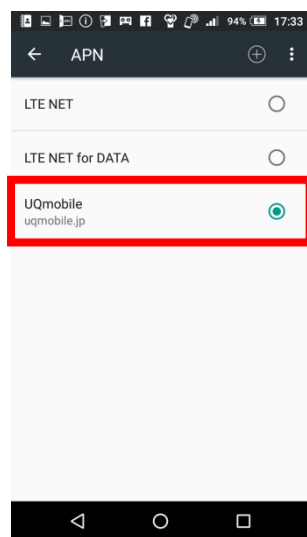 94% 17:33
APN
LTE NET
LTE NET for DATA
UQmobile
uqmobile.jp